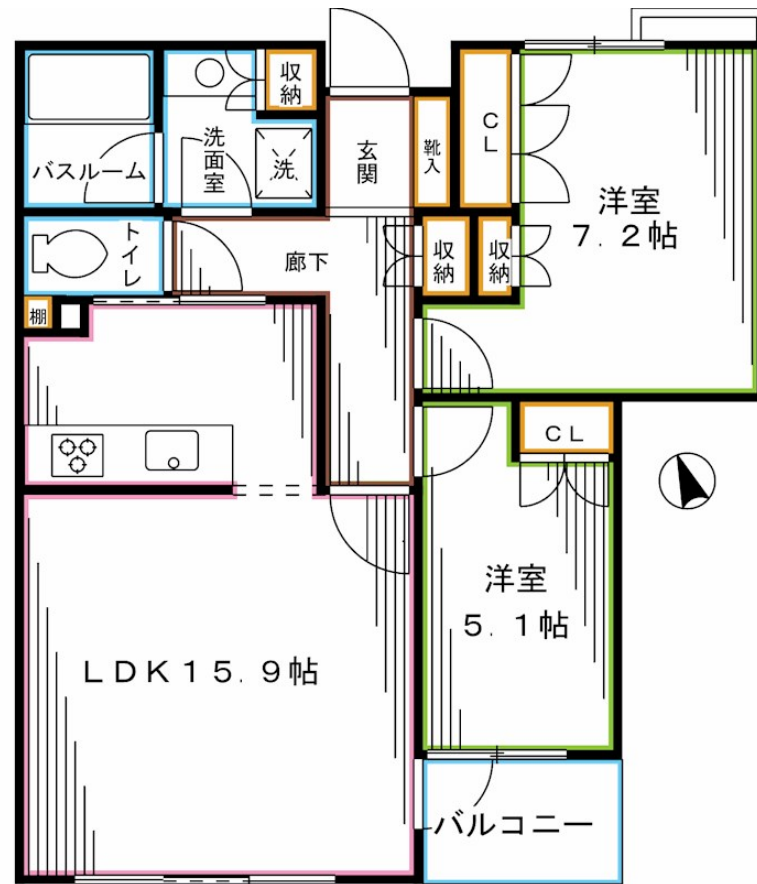 収納
洗面室
洗
バスルーム
玄関
靴入
CL
洋室
7.2帖
トイレ
廊下
収納
収納
棚
CL
洋室
5.1帖
LDK15.9帖
バルコニー